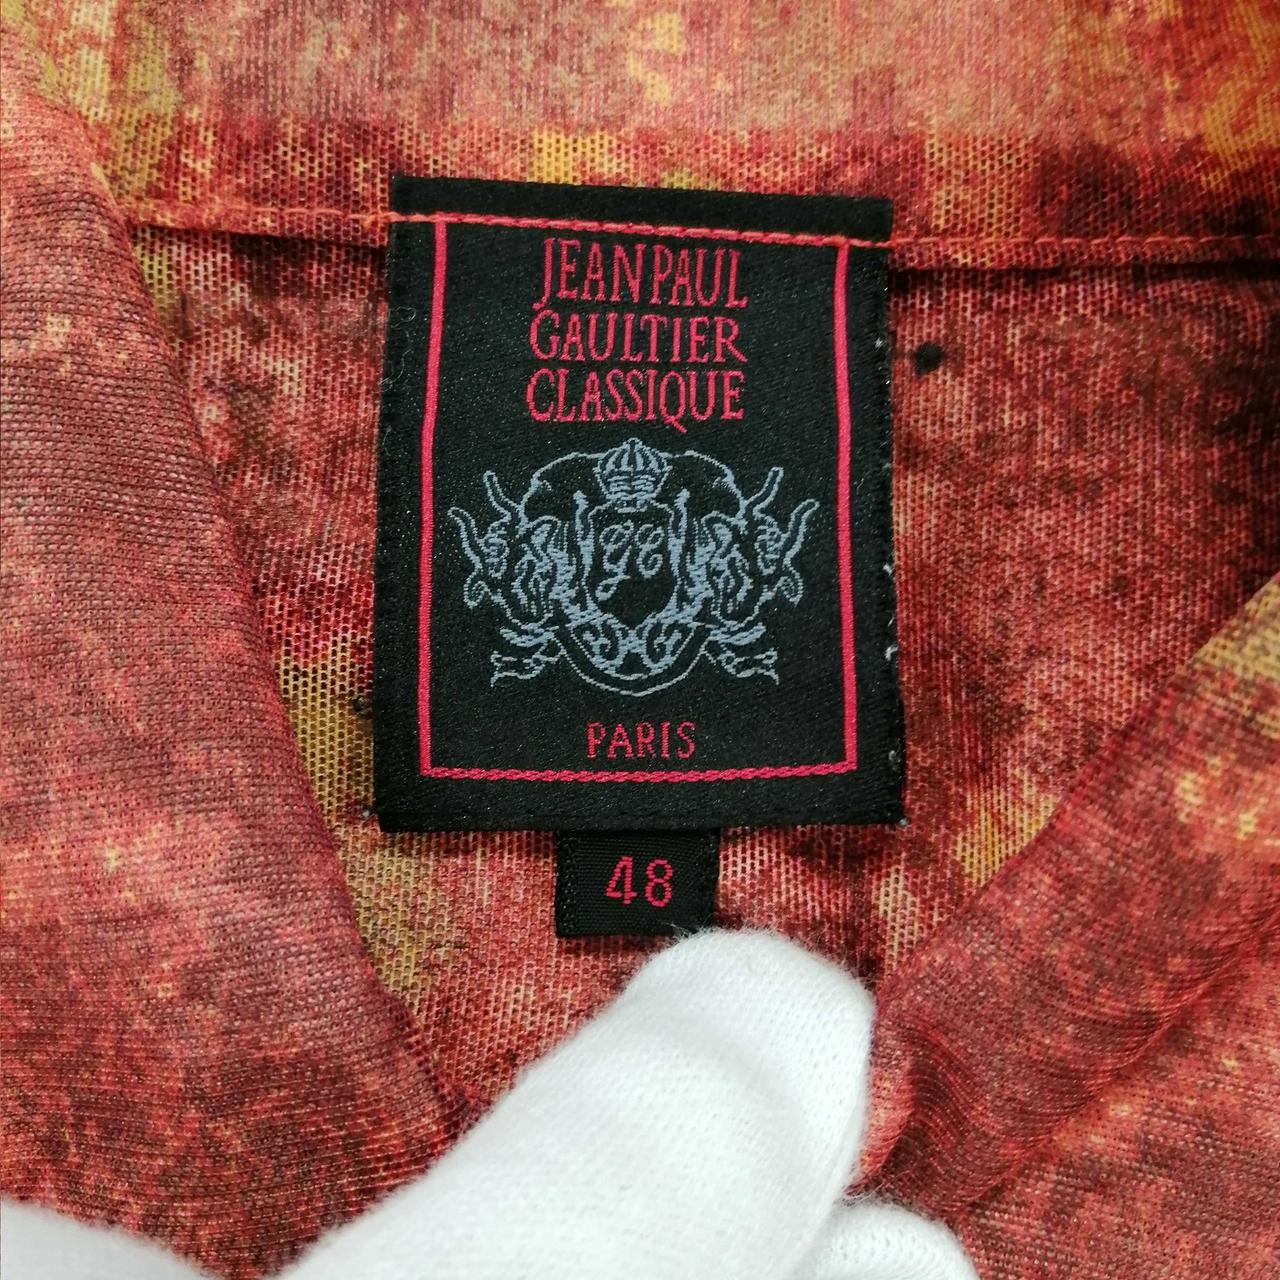 JEAN PAUL
GAULTIER
CLASSIQUE
PARIS
48